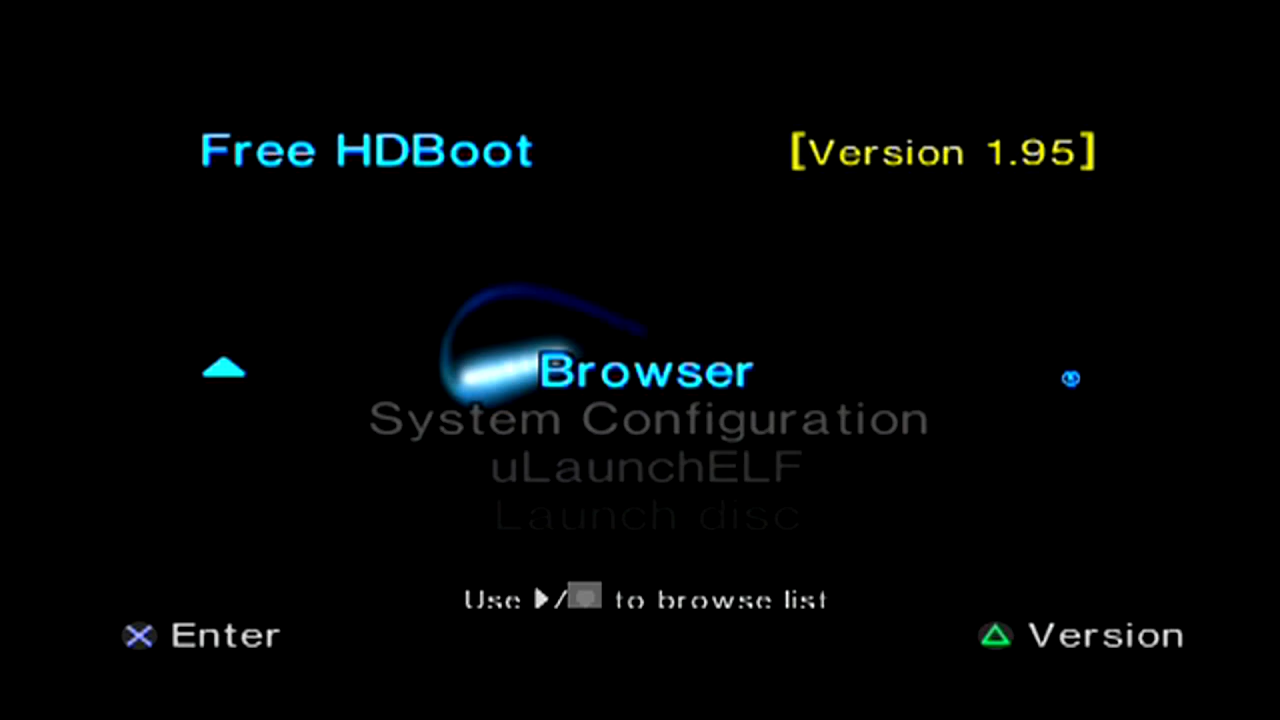 Free HDBoot
[Version 1.95]
Browser
System Configuration
uLaunchELF
Launch disc
Use / to browse list
Enter
Version